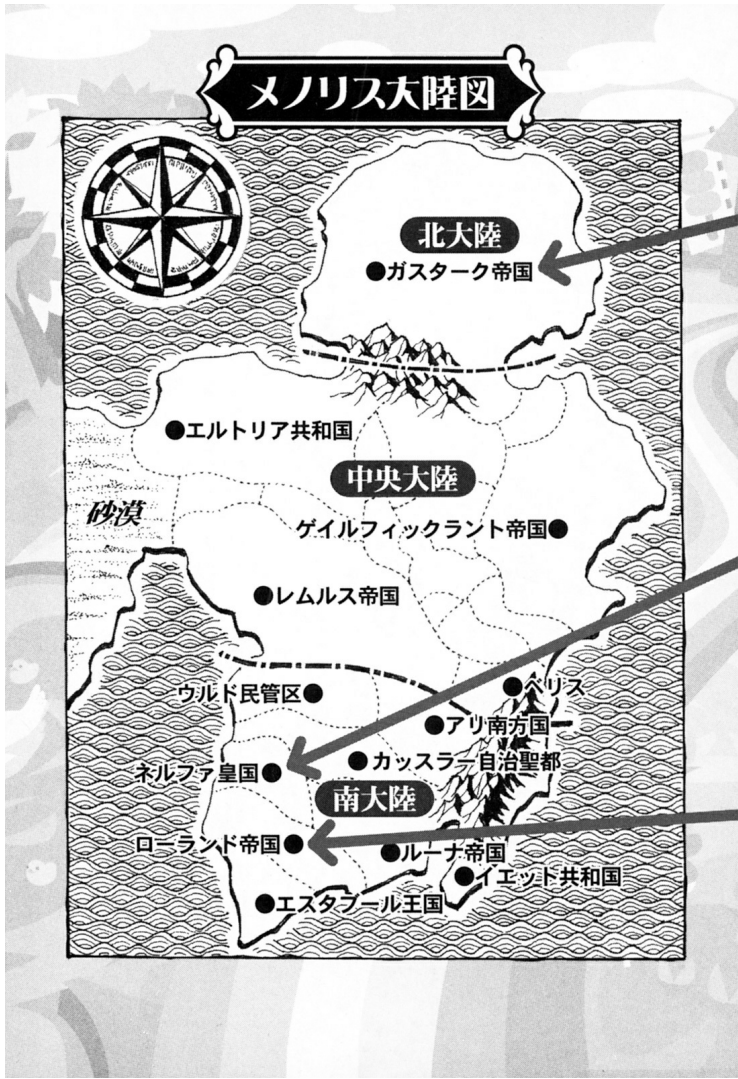 メノリス大陸図
北大陸
ガスターク帝国
エルトリア共和国
中央大陸
砂漠
ゲイルフィックラント帝国
レムルス帝国
ウルド民管区
ペリス
アリ南方国
カッスラー自治聖都
ネルファ皇国
南大陸
ローランド帝国
ルーナ帝国
イエット共和国
エスタブール王国